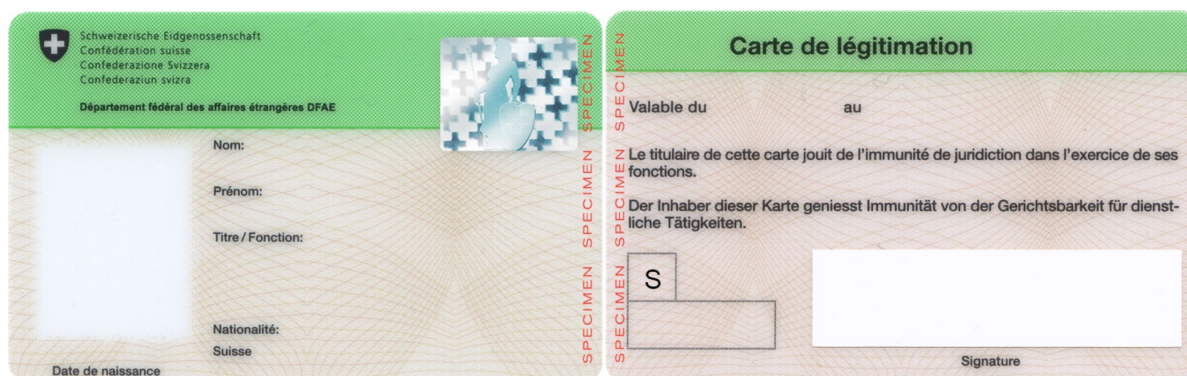 Schweizerische Eidgenossenschaft
Confédération suisse
Confederazione Svizzera
Confederaziun svizra
Département fédéral des affaires étrangères DFAE
Nom:
Prénom:
Titre / Fonction:
Nationalité:
Suisse
Date de naissance
SPECIMEN SPECIMEN SPECIMEN
Carte de légitimation
Valable du au
Le titulaire de cette carte jouit de l'immunité de juridiction dans l'exercice de ses
fonctions.
Der Inhaber dieser Karte geniesst Immunität von der Gerichtsbarkeit für dienst-
liche Tätigkeiten.
S
Signature
SPECIMEN SPECIMEN SPECIMEN